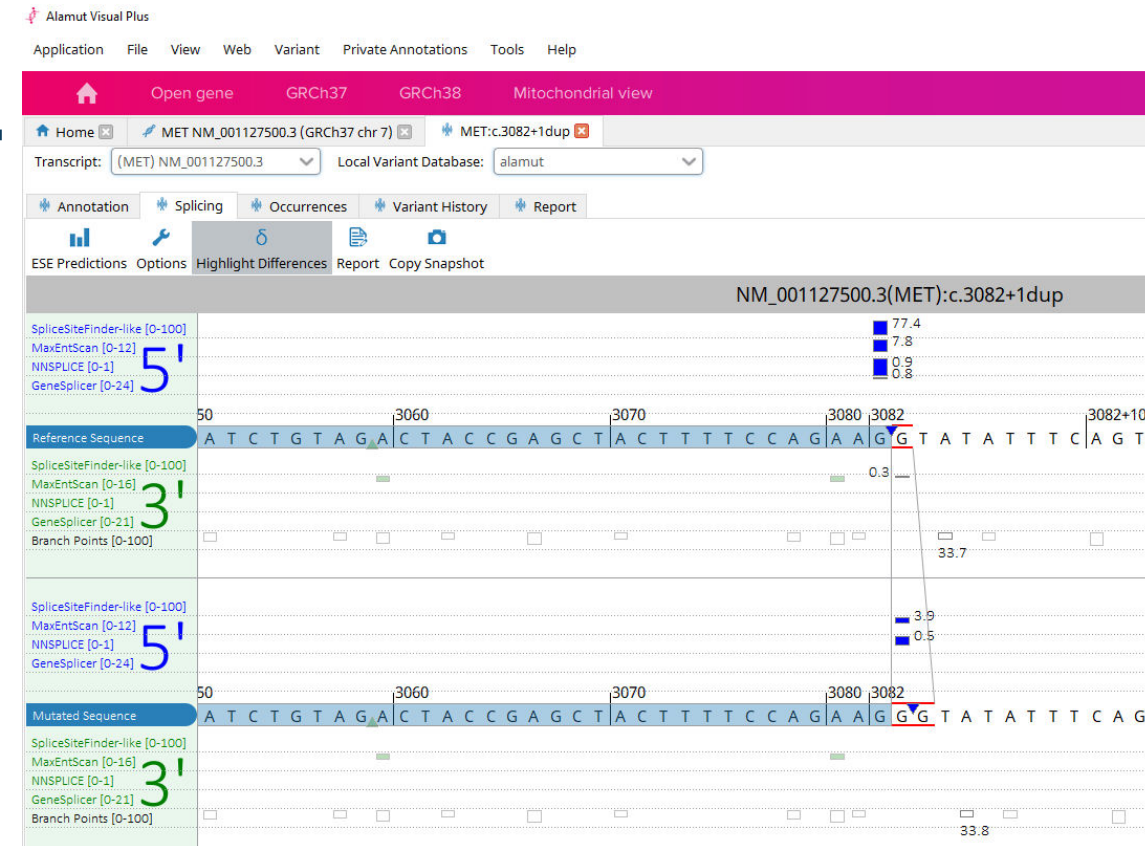 Alamut Visual Plus
Application File View Web Variant Private Annotations Tools Help
Open gene GRCh37 GRCh38 Mitochondrial view
Home MET NM_001127500.3 (GRCh37 chr 7) MET:c.3082+1dup
Transcript: (MET) NM_001127500.3 Local Variant Database: alamut
Annotation Splicing Occurrences Variant History Report
δ
ESE Predictions Options Highlight Differences Report Copy Snapshot
NM_001127500.3(MET):c.3082+1dup
SpliceSiteFinder-like [0-100] 77.4
MaxEntScan [0-12] 7.8
NNSPLICE [0-1] 0.9
GeneSplicer [0-24] 0.8
5'
50 3060 3070 3080 3082 3082+10
Reference Sequence A T C T G T A G A C T A C C G A G C T A C T T T T C C A G A A G G T A T A T T T C A G T
SpliceSiteFinder-like [0-100] 0.3
MaxEntScan [0-16]
NNSPLICE [0-1]
GeneSplicer [0-21]
3'
Branch Points [0-100]
33.7
SpliceSiteFinder-like [0-100]
MaxEntScan [0-12] 3.9
NNSPLICE [0-1] 0.5
GeneSplicer [0-24]
5'
50 3060 3070 3080 3082
Mutated Sequence A T C T G T A G A C T A C C G A G C T A C T T T T C C A G A A G G G T A T A T T T C A G
SpliceSiteFinder-like [0-100]
MaxEntScan [0-16]
NNSPLICE [0-1]
GeneSplicer [0-21]
3'
Branch Points [0-100]
33.8